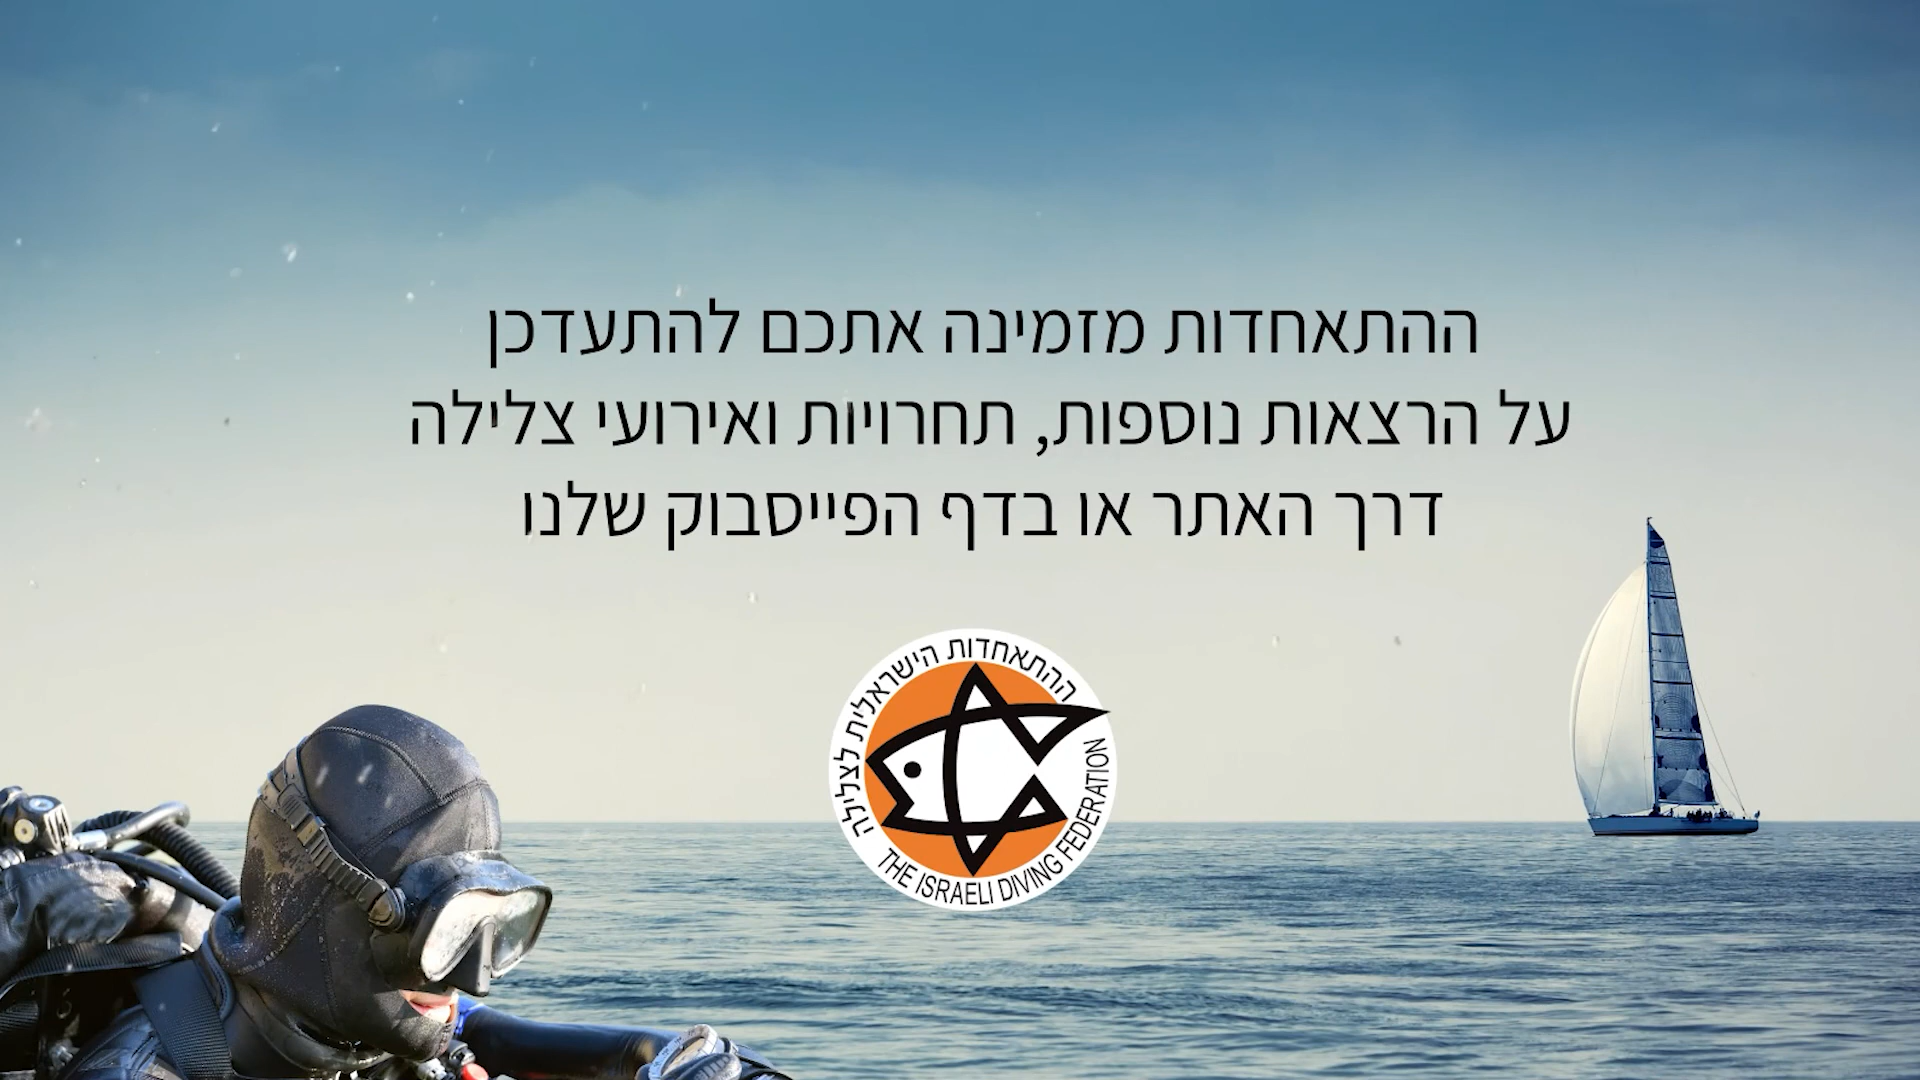 ההתאחדות מזמינה אתכם להתעדכן
על הרצאות נוספות, תחרויות ואירועי צלילה
דרך האתר או בדף הפייסבוק שלנו
ההתאחדות הישראלית לצלילה
THE ISRAELI DIVING FEDERATION